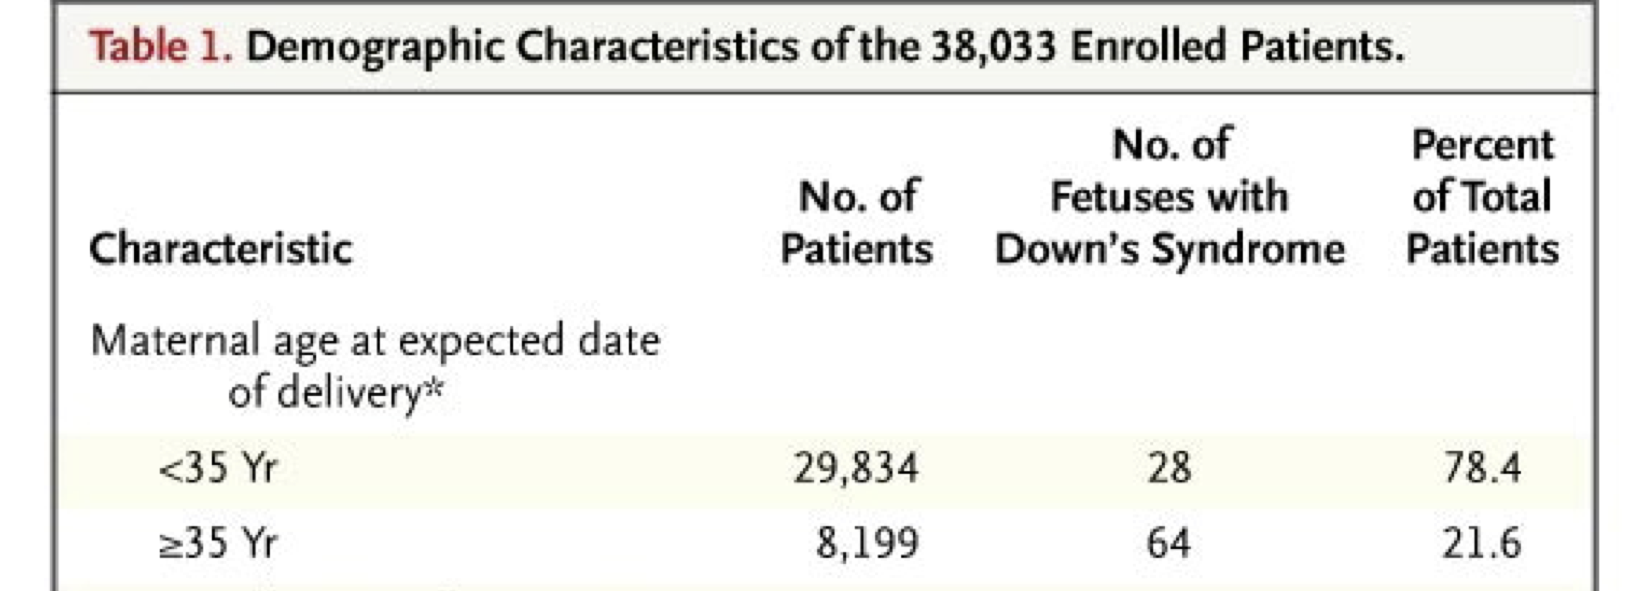 Table 1. Demographic Characteristics of the 38,033 Enrolled Patients.
Characteristic
No. of
Patients
No. of
Fetuses with
Down's Syndrome
Percent
of Total
Patients
Maternal age at expected date
of delivery*
<35 Yr 29,834 28 78.4
≥35 Yr 8,199 64 21.6